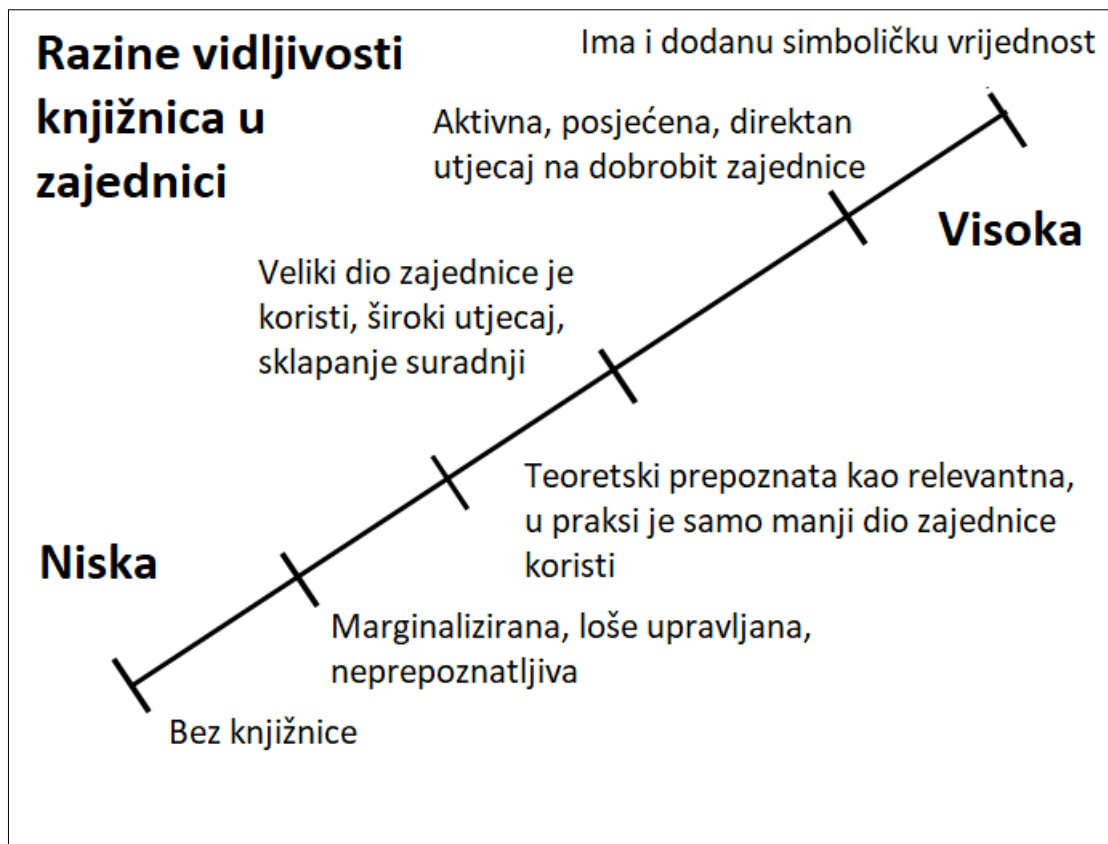 Razine vidljivosti
knjižnica u
zajednici
Ima i dodanu simboličku vrijednost
Aktivna, posjećena, direktan
utjecaj na dobrobit zajednice
Visoka
Veliki dio zajednice je
koristi, široki utjecaj,
sklapanje suradnji
Teoretski prepoznata kao relevantna,
u praksi je samo manji dio zajednice
koristi
Niska
Marginalizirana, loše upravljana,
neprepoznatljiva
Bez knjižnice